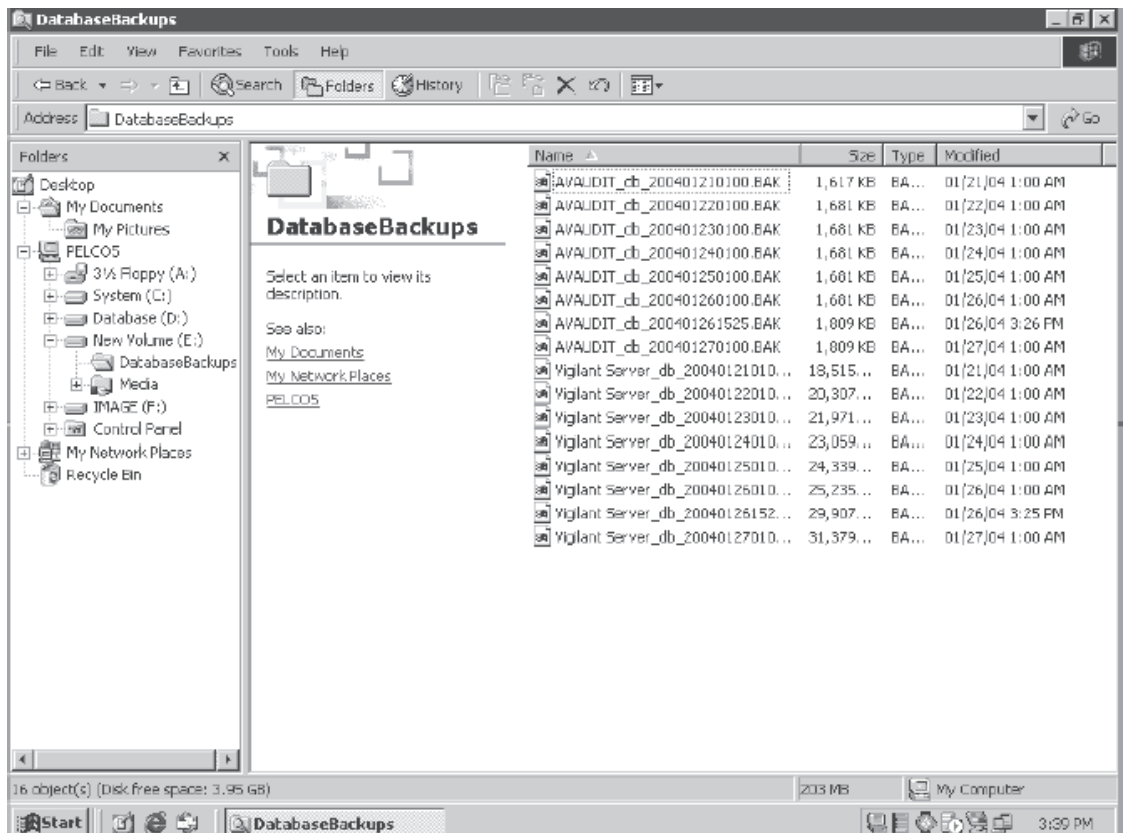 DatabaseBackups
File Edit View Favorites Tools Help
Back Search Folders History
Address DatabaseBackups Go
Folders
Desktop
My Documents
My Pictures
PELCO5
3½ Floppy (A:)
System (C:)
Database (D:)
New Volume (E:)
DatabaseBackups
Media
IMAGE (F:)
Control Panel
My Network Places
Recycle Bin
DatabaseBackups
Select an item to view its
description.
See also:
My Documents
My Network Places
PELCO5
Name Size Type Modified
AVAUDIT_db_200401210100.BAK 1,617 KB BA... 01/21/04 1:00 AM
AVAUDIT_db_200401220100.BAK 1,681 KB BA... 01/22/04 1:00 AM
AVAUDIT_db_200401230100.BAK 1,681 KB BA... 01/23/04 1:00 AM
AVAUDIT_db_200401240100.BAK 1,681 KB BA... 01/24/04 1:00 AM
AVAUDIT_db_200401250100.BAK 1,681 KB BA... 01/25/04 1:00 AM
AVAUDIT_db_200401260100.BAK 1,681 KB BA... 01/26/04 1:00 AM
AVAUDIT_db_200401261525.BAK 1,809 KB BA... 01/26/04 3:26 PM
AVAUDIT_db_200401270100.BAK 1,809 KB BA... 01/27/04 1:00 AM
Vigilant Server_db_20040121010... 18,515... BA... 01/21/04 1:00 AM
Vigilant Server_db_20040122010... 20,307... BA... 01/22/04 1:00 AM
Vigilant Server_db_20040123010... 21,971... BA... 01/23/04 1:00 AM
Vigilant Server_db_20040124010... 23,059... BA... 01/24/04 1:00 AM
Vigilant Server_db_20040125010... 24,339... BA... 01/25/04 1:00 AM
Vigilant Server_db_20040126010... 25,235... BA... 01/26/04 1:00 AM
Vigilant Server_db_20040126152... 29,907... BA... 01/26/04 3:25 PM
Vigilant Server_db_20040127010... 31,379... BA... 01/27/04 1:00 AM
16 object(s) (Disk free space: 3.95 GB) 203 MB My Computer
Start DatabaseBackups 3:39 PM